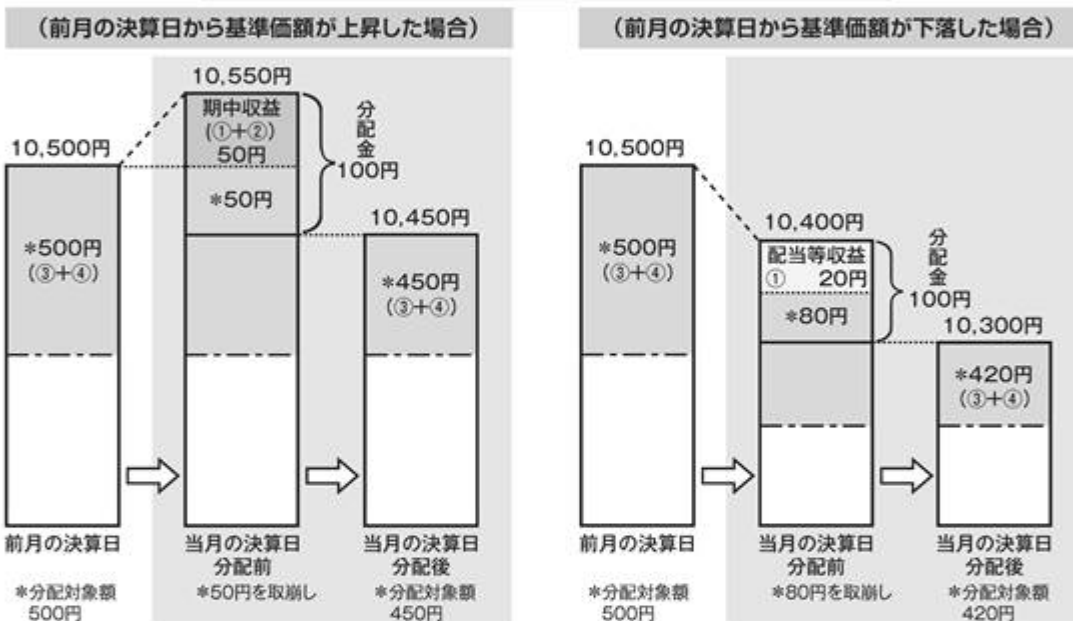 (前月の決算日から基準価額が上昇した場合)
10,550円
期中収益
(①+②)
50円
*50円
分配金
100円
10,500円
*500円
(③+④)
10,450円
*450円
(③+④)
前月の決算日
当月の決算日
分配前
当月の決算日
分配後
*分配対象額
500円
*50円を取崩し
*分配対象額
450円
(前月の決算日から基準価額が下落した場合)
10,500円
*500円
(③+④)
10,400円
配当等収益
① 20円
*80円
分配金
100円
10,300円
*420円
(③+④)
前月の決算日
当月の決算日
分配前
当月の決算日
分配後
*分配対象額
500円
*80円を取崩し
*分配対象額
420円